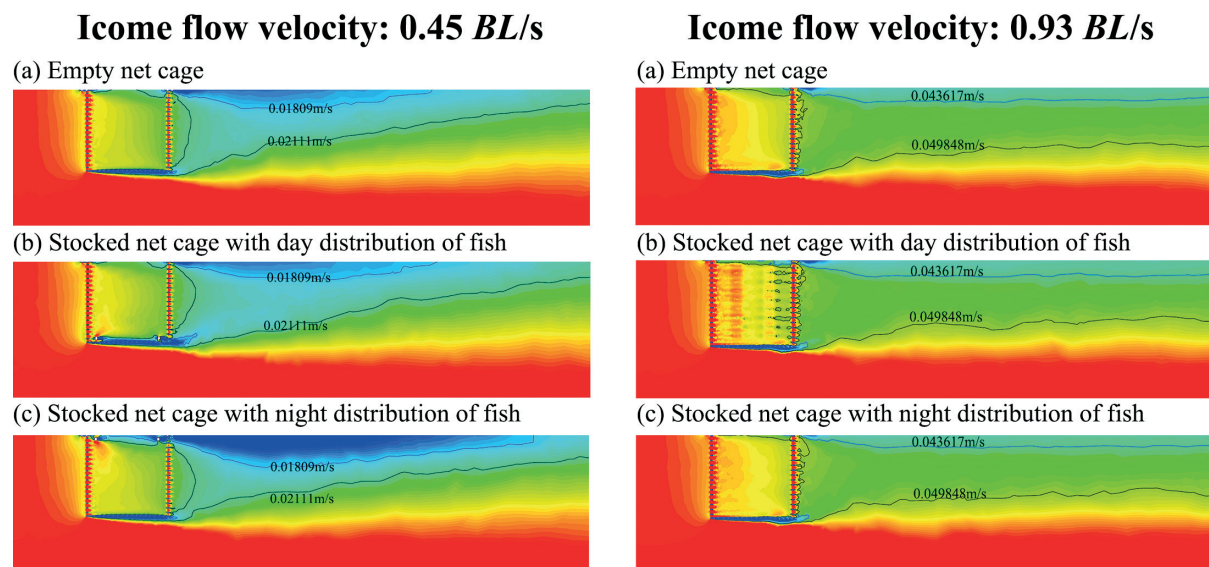 Icome flow velocity: 0.45 BL/s
(a) Empty net cage
0.01809m/s
0.02111m/s
(b) Stocked net cage with day distribution of fish
0.01809m/s
0.02111m/s
(c) Stocked net cage with night distribution of fish
0.01809m/s
0.02111m/s
Icome flow velocity: 0.93 BL/s
(a) Empty net cage
0.043617m/s
0.049848m/s
(b) Stocked net cage with day distribution of fish
0.043617m/s
0.049848m/s
(c) Stocked net cage with night distribution of fish
0.043617m/s
0.049848m/s